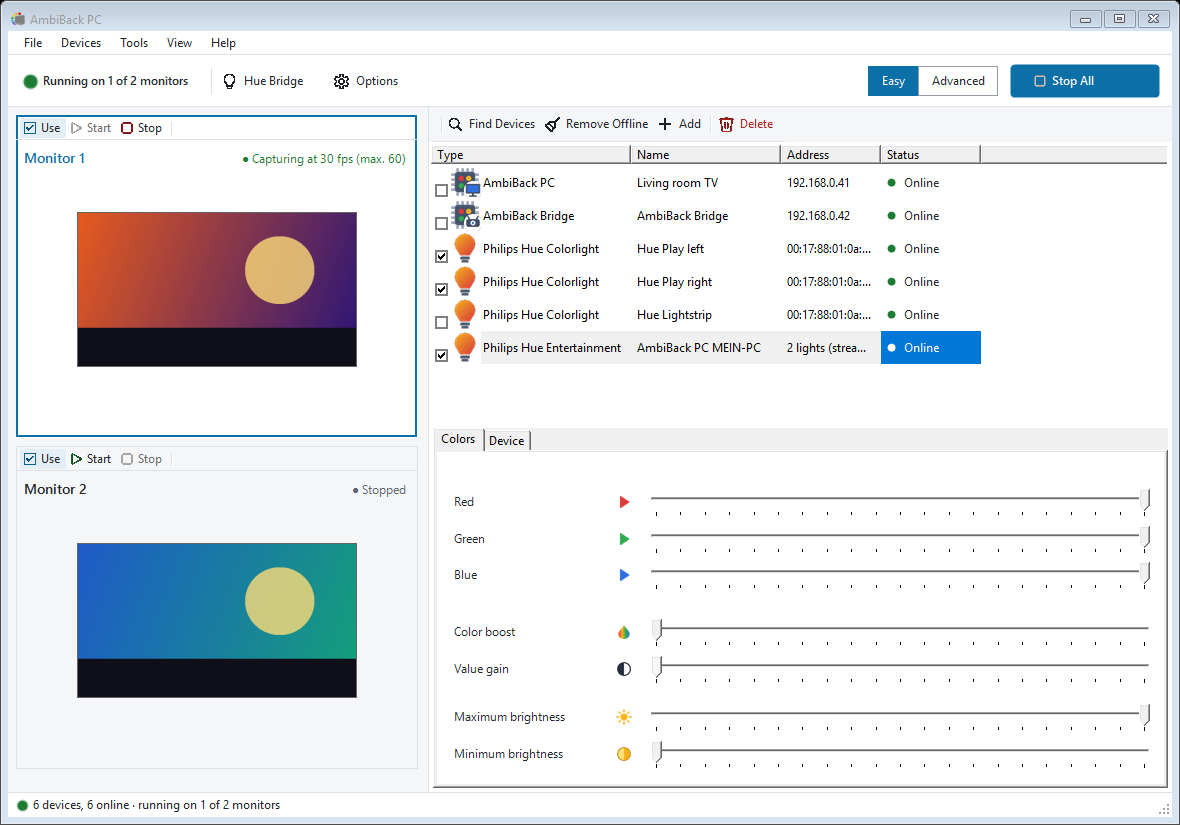 AmbiBack PC
File Devices Tools View Help
Running on 1 of 2 monitors Hue Bridge Options Easy Advanced Stop All
Use Start Stop
Monitor 1 Capturing at 30 fps (max. 60)
Use Start Stop
Monitor 2 Stopped
Find Devices Remove Offline Add Delete
Type Name Address Status
AmbiBack PC Living room TV 192.168.0.41 Online
AmbiBack Bridge AmbiBack Bridge 192.168.0.42 Online
Philips Hue Colorlight Hue Play left 00:17:88:01:0a:... Online
Philips Hue Colorlight Hue Play right 00:17:88:01:0a:... Online
Philips Hue Colorlight Hue Lightstrip 00:17:88:01:0a:... Online
Philips Hue Entertainment AmbiBack PC MEIN-PC 2 lights (strea... Online
Colors Device
Red
Green
Blue
Color boost
Value gain
Maximum brightness
Minimum brightness
6 devices, 6 online · running on 1 of 2 monitors